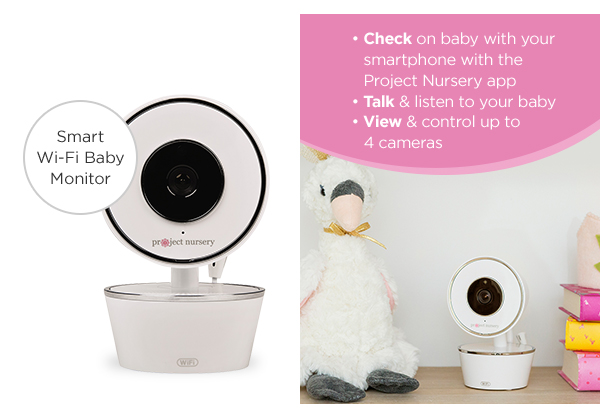 Smart
Wi-Fi Baby
Monitor
project nursery
WiFi
• Check on baby with your
smartphone with the
Project Nursery app
• Talk & listen to your baby
• View & control up to
4 cameras
project nursery
WiFi